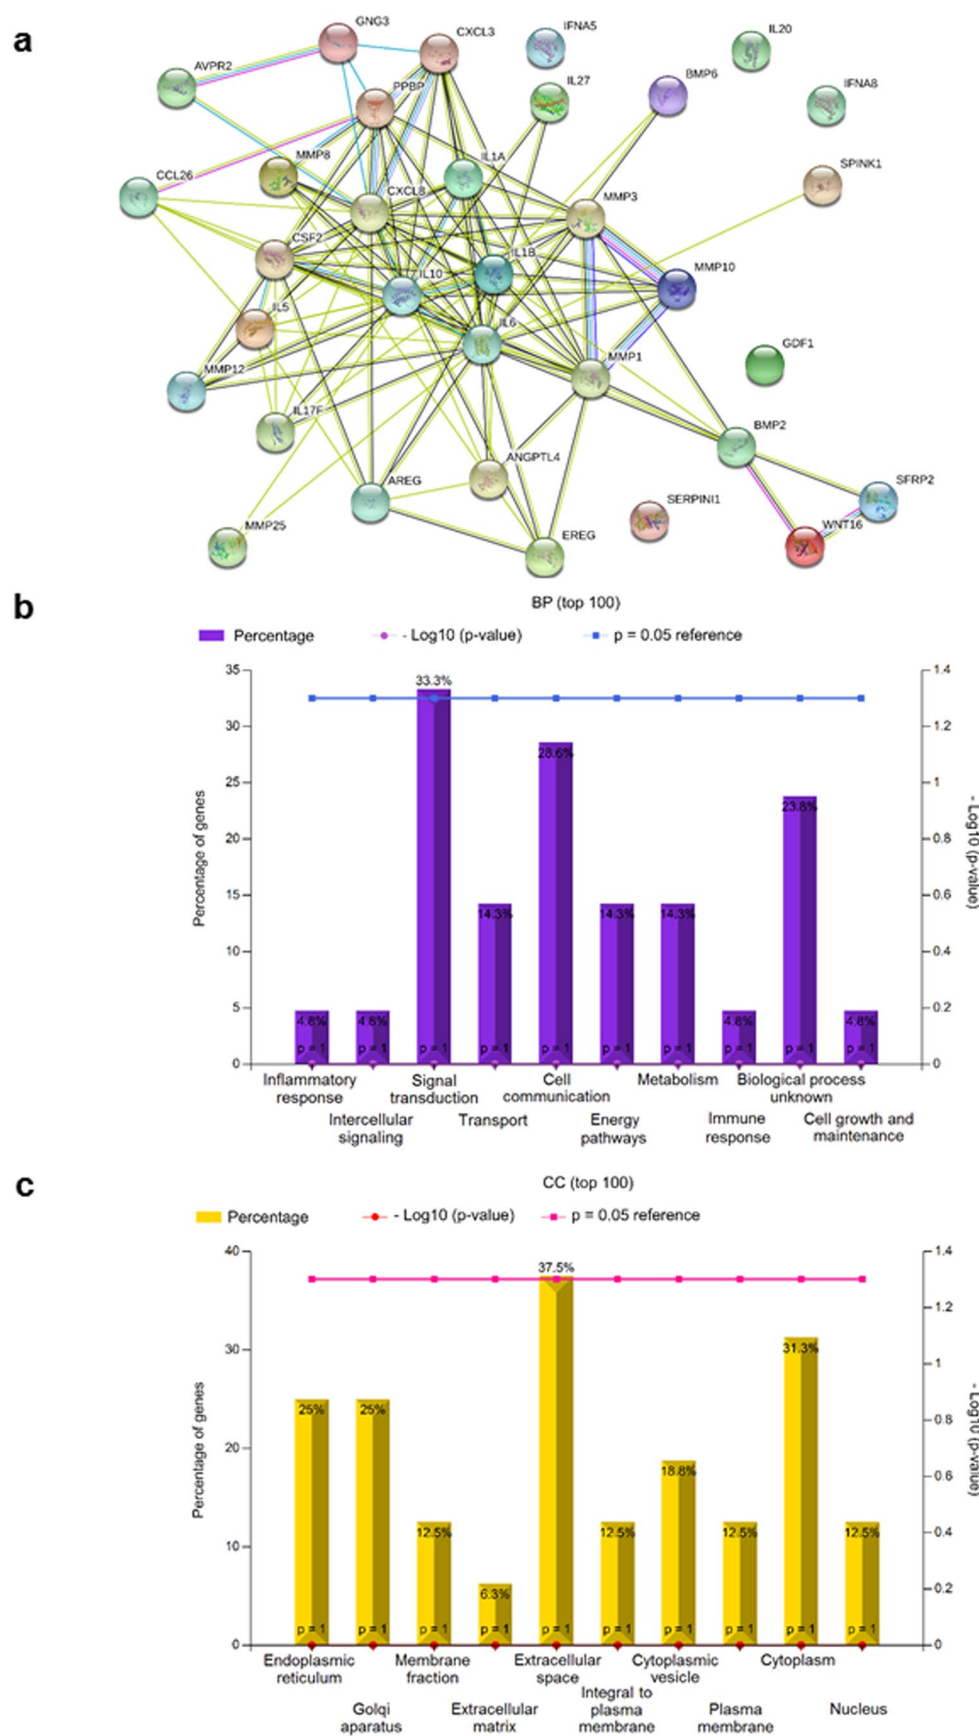 a
GNG3
CXCL3
IFNA5
IL20
AVPR2
PPBP
IL27
BMP6
IFNA8
MMP8
IL1A
SPINK1
CCL26
CXCL8
MMP3
CSF2
IL1B
MMP10
IL10
IL5
IL6
GDF1
MMP12
MMP1
IL17F
BMP2
ANGPTL4
AREG
SFRP2
SERPINI1
MMP25
WNT16
EREG
b
BP (top 100)
Percentage
- Log10 (p-value)
p = 0.05 reference
35
30
25
20
15
10
5
0
Percentage of genes
1.4
1.2
1
0.8
0.6
0.4
0.2
0
- Log10 (p-value)
33.3%
28.6%
23.8%
14.3%
14.3%
14.3%
4.8%
4.8%
4.8%
4.8%
p = 1
p = 1
p = 1
p = 1
p = 1
p = 1
p = 1
p = 1
p = 1
p = 1
Inflammatory
response
Intercellular
signaling
Signal
transduction
Transport
Cell
communication
Energy
pathways
Metabolism
Immune
response
Biological process
unknown
Cell growth and
maintenance
c
CC (top 100)
Percentage
- Log10 (p-value)
p = 0.05 reference
40
30
20
10
0
Percentage of genes
1.4
1.2
1
0.8
0.6
0.4
0.2
0
- Log10 (p-value)
25%
25%
12.5%
6.3%
37.5%
12.5%
18.8%
12.5%
31.3%
12.5%
p = 1
p = 1
p = 1
p = 1
p = 1
p = 1
p = 1
p = 1
p = 1
p = 1
Endoplasmic
reticulum
Golqi
aparatus
Membrane
fraction
Extracellular
matrix
Extracellular
space
Integral to
plasma
membrane
Cytoplasmic
vesicle
Plasma
membrane
Cytoplasm
Nucleus